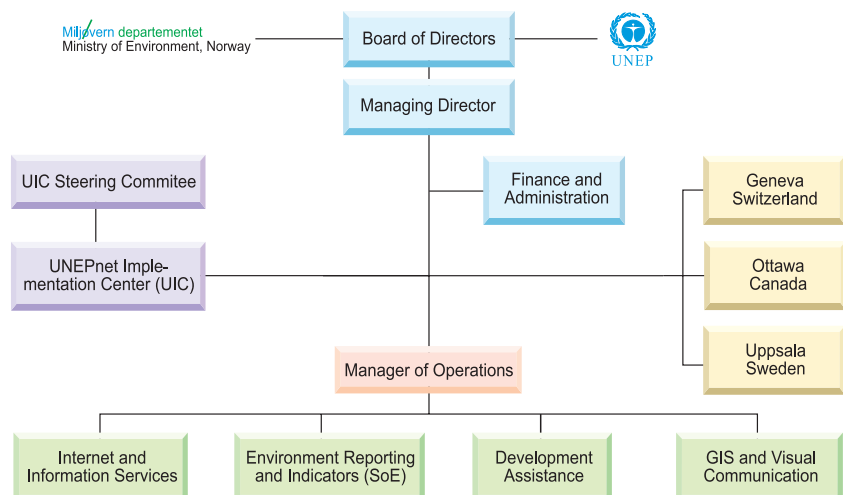 Miljøvern departementet
Ministry of Environment, Norway
Board of Directors
UNEP
Managing Director
UIC Steering Commitee
Finance and
Administration
Geneva
Switzerland
UNEPnet Imple-
mentation Center (UIC)
Ottawa
Canada
Uppsala
Sweden
Manager of Operations
Internet and
Information Services
Environment Reporting
and Indicators (SoE)
Development
Assistance
GIS and Visual
Communication